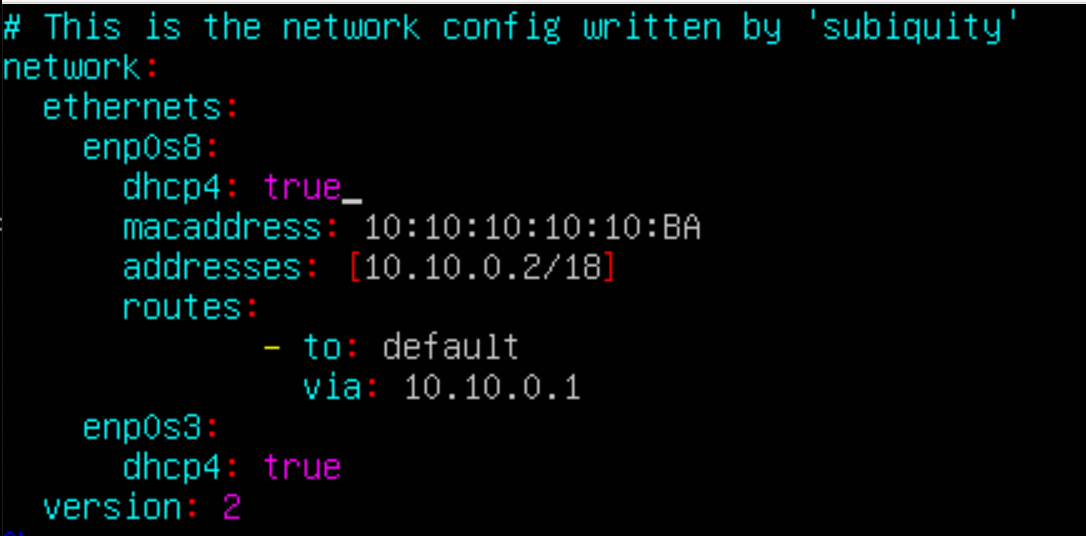 # This is the network config written by 'subiquity'
network:
  ethernets:
    enp0s8:
      dhcp4: true
      macaddress: 10:10:10:10:10:BA
      addresses: [10.10.0.2/18]
      routes:
             - to: default
               via: 10.10.0.1
    enp0s3:
      dhcp4: true
  version: 2